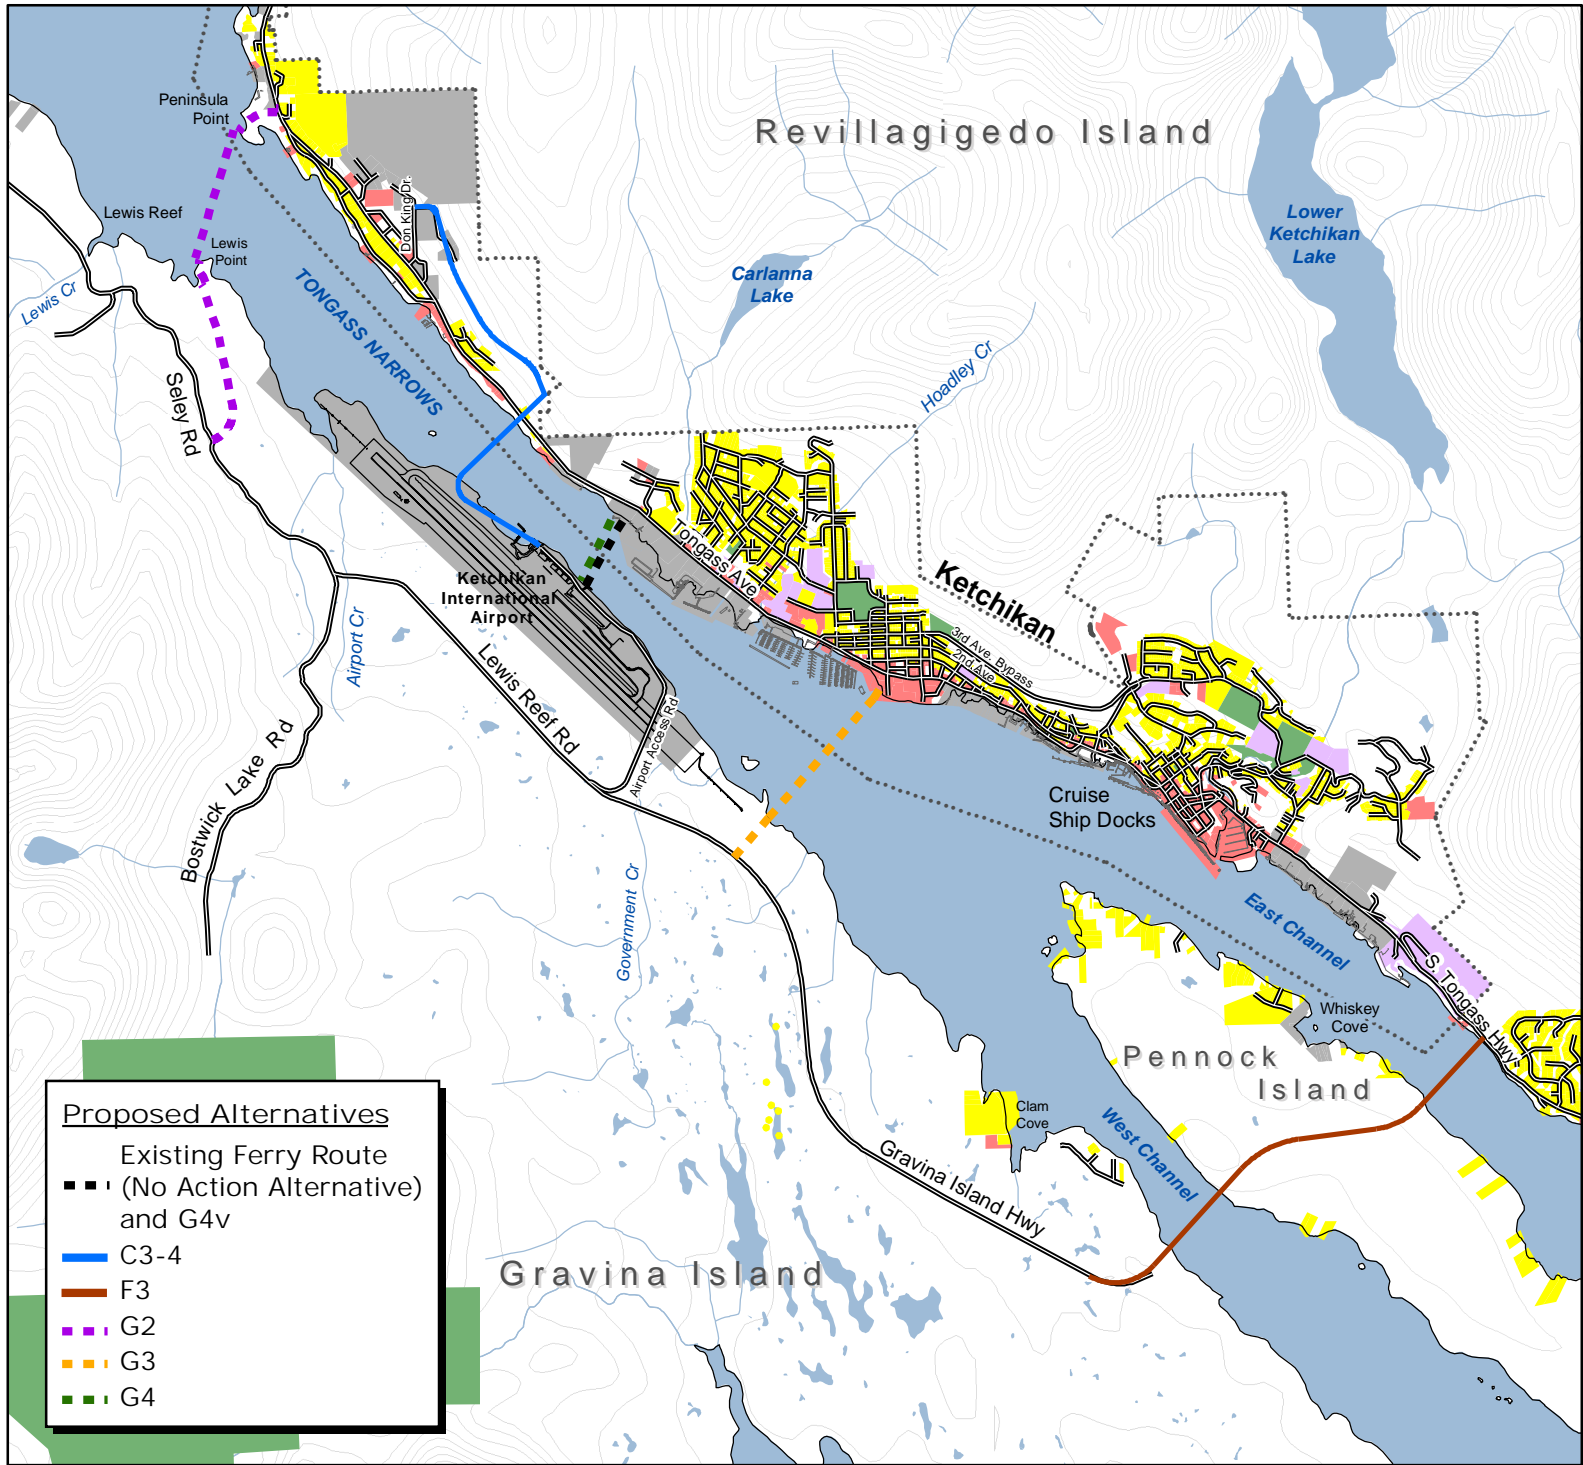 Peninsula
Point
Revillagigedo Island
Don King Dr.
Lewis Reef
Lewis
Point
Lower
Ketchikan
Lake
Carlanna
Lake
Lewis Cr
TONGASS NARROWS
Hoadley Cr
Seley Rd
Tongass Ave
Ketchikan
International
Airport
Ketchikan
3rd Ave. Bypass
2nd Ave
Airport Cr
Lewis Reef Rd
Airport Access Rd
Bostwick Lake Rd
Cruise
Ship Docks
Government Cr
East Channel
S. Tongass Hwy
Whiskey
Cove
Pennock
Island
Clam
Cove
West Channel
Gravina Island Hwy
Gravina Island
Proposed Alternatives
Existing Ferry Route
(No Action Alternative)
and G4v
C3-4
F3
G2
G3
G4